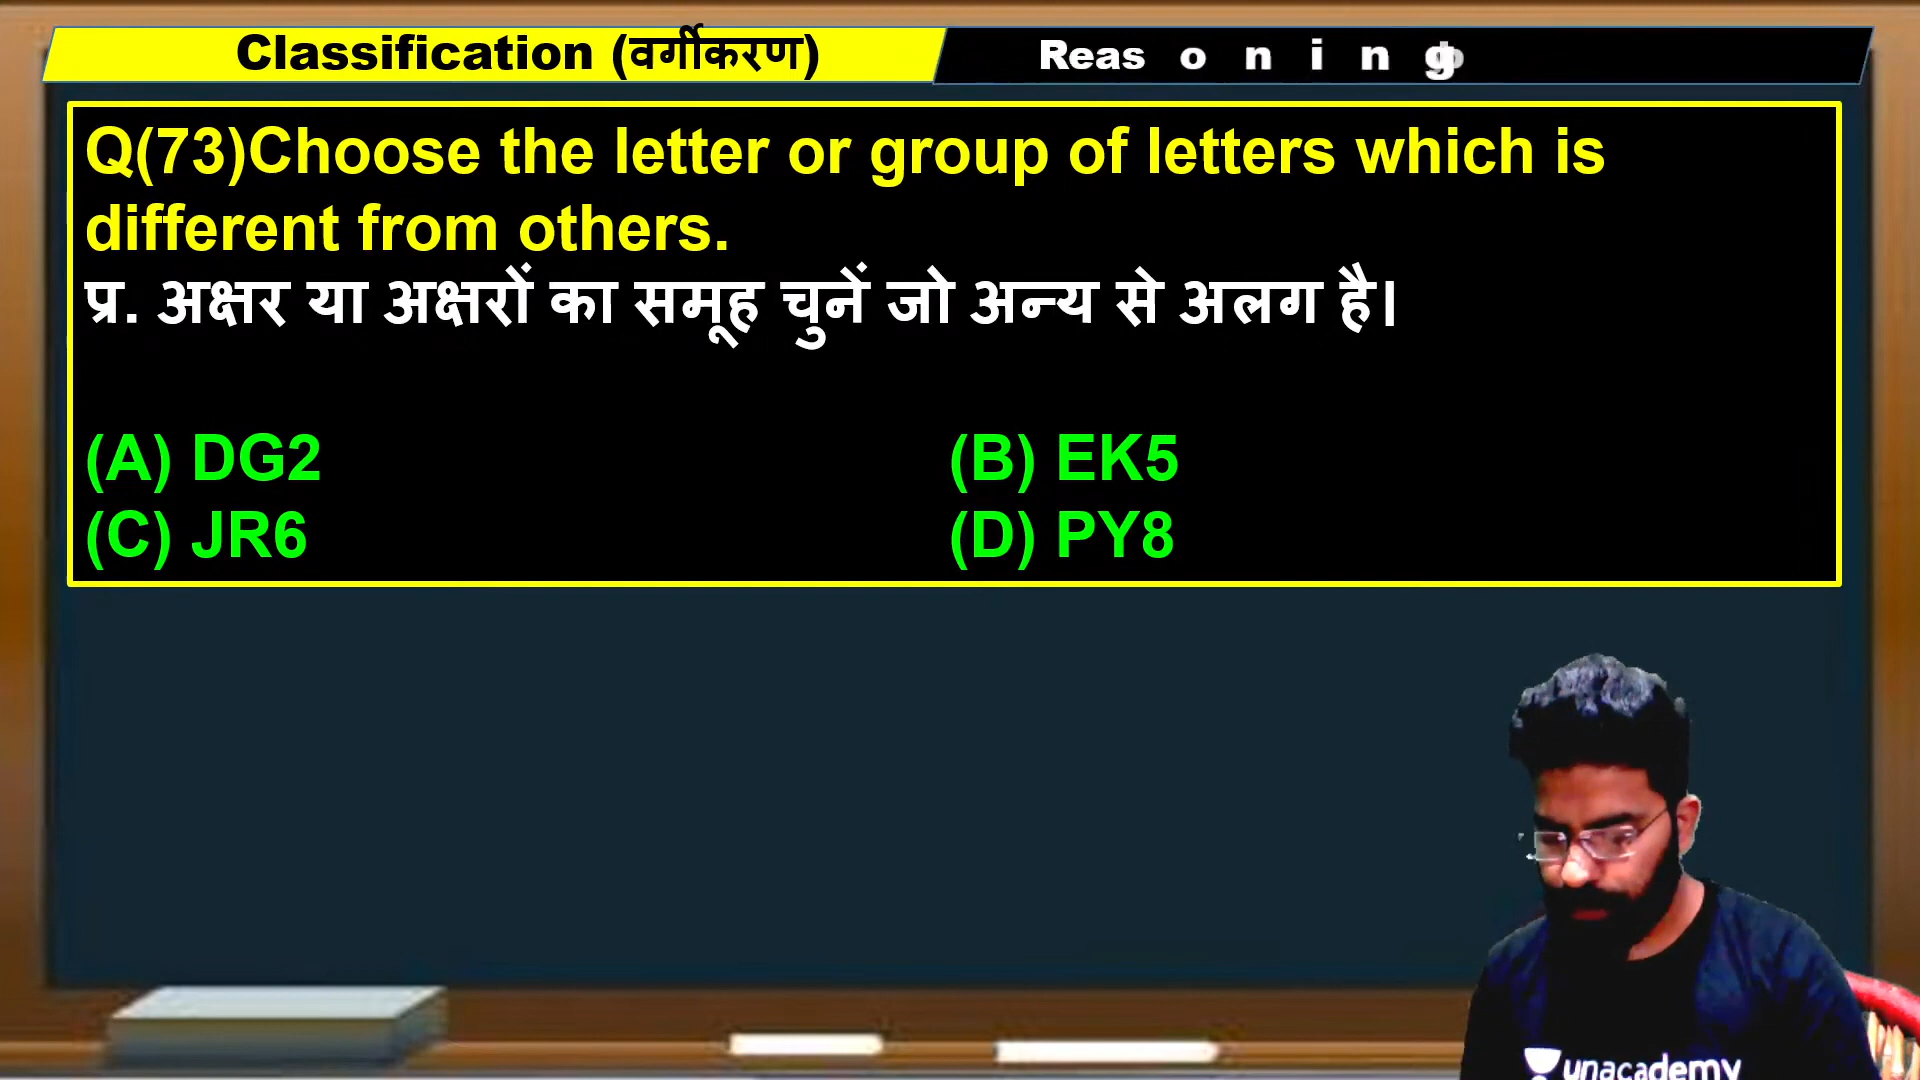 Classification (वर्गीकरण)
Reasoning
Q(73)Choose the letter or group of letters which is
different from others.
प्र. अक्षर या अक्षरों का समूह चुनें जो अन्य से अलग है।
(A) DG2 (B) EK5
(C) JR6 (D) PY8
unacademy